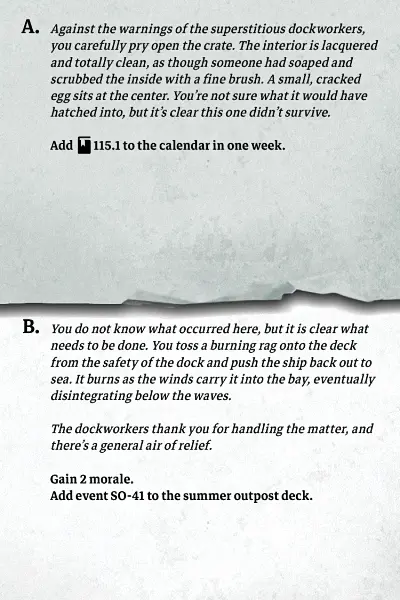 A. Against the warnings of the superstitious dockworkers,
you carefully pry open the crate. The interior is lacquered
and totally clean, as though someone had soaped and
scrubbed the inside with a fine brush. A small, cracked
egg sits at the center. You’re not sure what it would have
hatched into, but it’s clear this one didn’t survive.
Add 115.1 to the calendar in one week.
B. You do not know what occurred here, but it is clear what
needs to be done. You toss a burning rag onto the deck
from the safety of the dock and push the ship back out to
sea. It burns as the winds carry it into the bay, eventually
disintegrating below the waves.
The dockworkers thank you for handling the matter, and
there’s a general air of relief.
Gain 2 morale.
Add event SO-41 to the summer outpost deck.